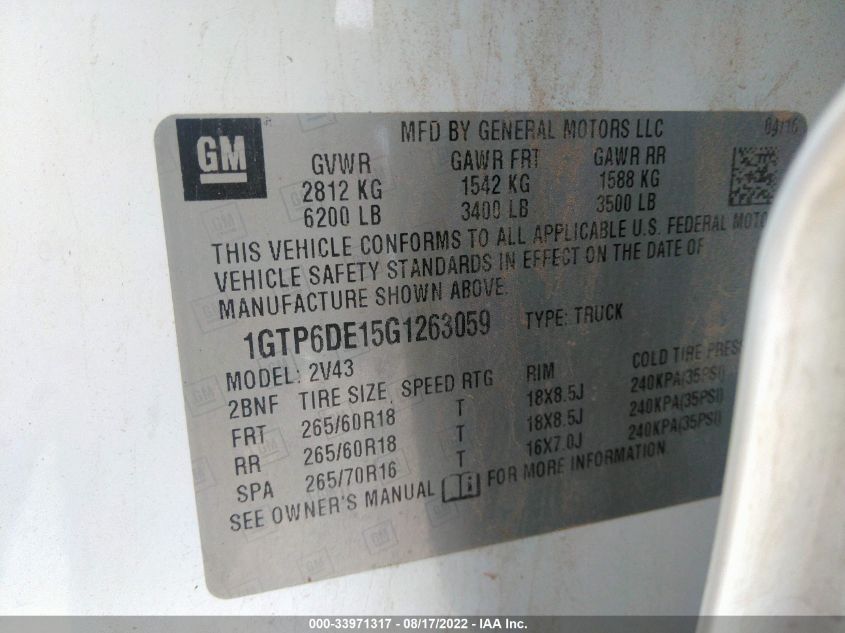 GM
MFD BY GENERAL MOTORS LLC 04/16
GVWR GAWR FRT GAWR RR
2812 KG 1542 KG 1588 KG
6200 LB 3400 LB 3500 LB
THIS VEHICLE CONFORMS TO ALL APPLICABLE U.S. FEDERAL MOTO
VEHICLE SAFETY STANDARDS IN EFFECT ON THE DATE OF
MANUFACTURE SHOWN ABOVE.
1GTP6DE15G1263059 TYPE: TRUCK
MODEL: 2V43
2BNF TIRE SIZE SPEED RTG RIM COLD TIRE PRES
FRT 265/60R18 T 18X8.5J 240KPA(35PSI)
RR 265/60R18 T 18X8.5J 240KPA(35PSI)
SPA 265/70R16 T 16X7.0J 240KPA(35PSI)
SEE OWNER'S MANUAL FOR MORE INFORMATION.
000-33971317 - 08/17/2022 - IAA Inc.